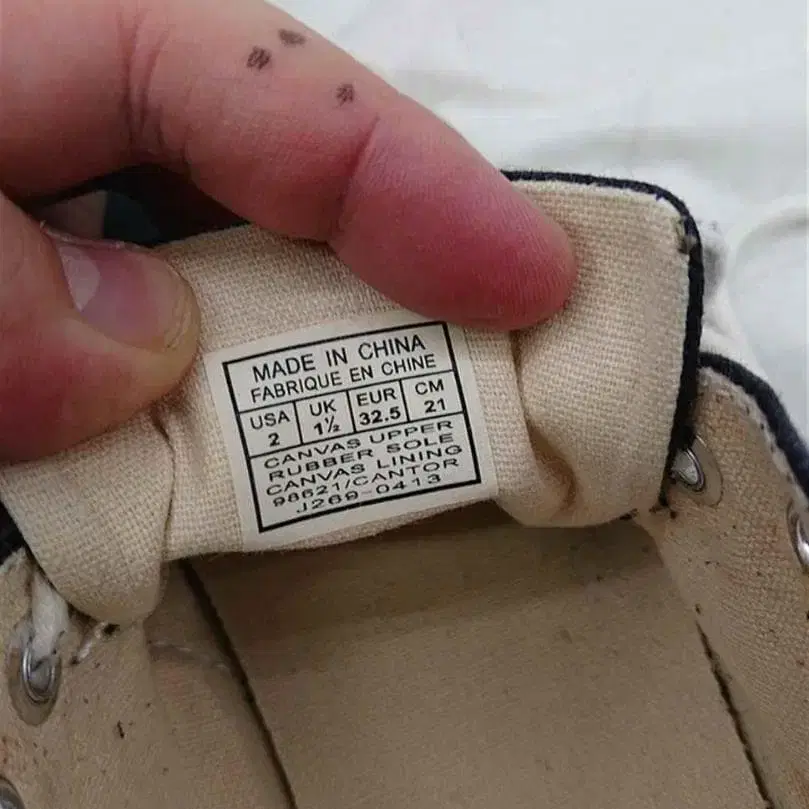 MADE IN CHINA
FABRIQUE EN CHINE
USA UK EUR CM
2 1½ 32.5 21
CANVAS UPPER
RUBBER SOLE
CANVAS LINING
98621/CANTOR
J269-0413